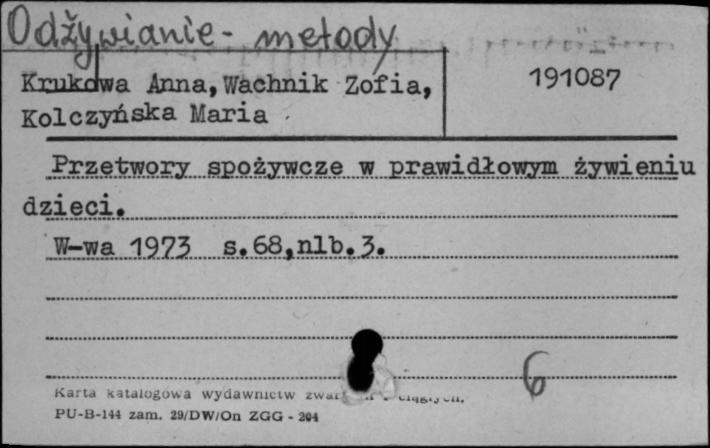 Odżywianie - metody
Krukowa Anna, Wachnik Zofia,
Kolczyńska Maria
191087
Przetwory spożywcze w prawidłowym żywieniu
dzieci.
W-wa 1973 s.68,nlb.3.
6
Karta katalogowa wydawnictw
PU-B-144 zam. 29/DW/On ZGG - 204